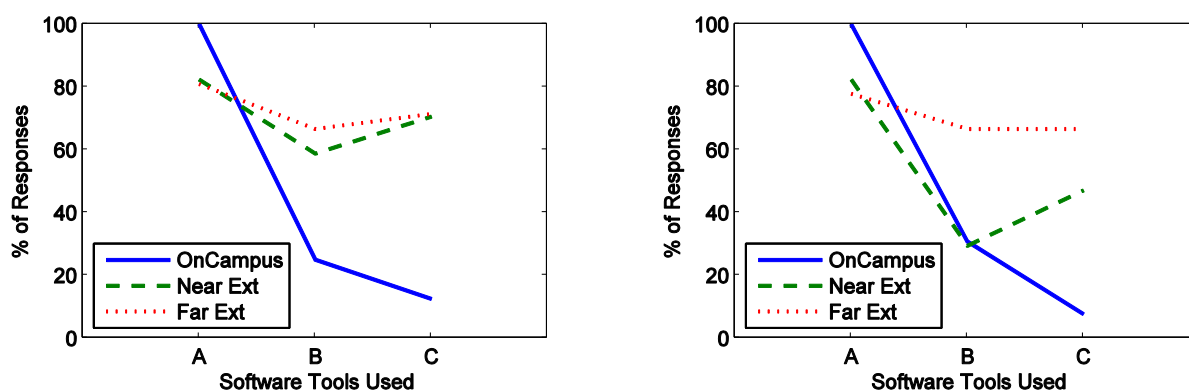 100
80
60
40
20
0
% of Responses
OnCampus
Near Ext
Far Ext
A B C
Software Tools Used
100
80
60
40
20
0
% of Responses
OnCampus
Near Ext
Far Ext
A B C
Software Tools Used